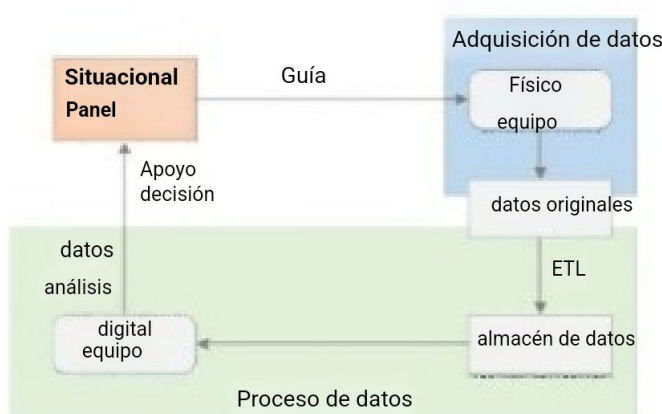 Adquisición de datos
Situacional
Panel
Guía
Físico
equipo
Apoyo
decisión
datos originales
datos
análisis
ETL
digital
equipo
almacén de datos
Proceso de datos